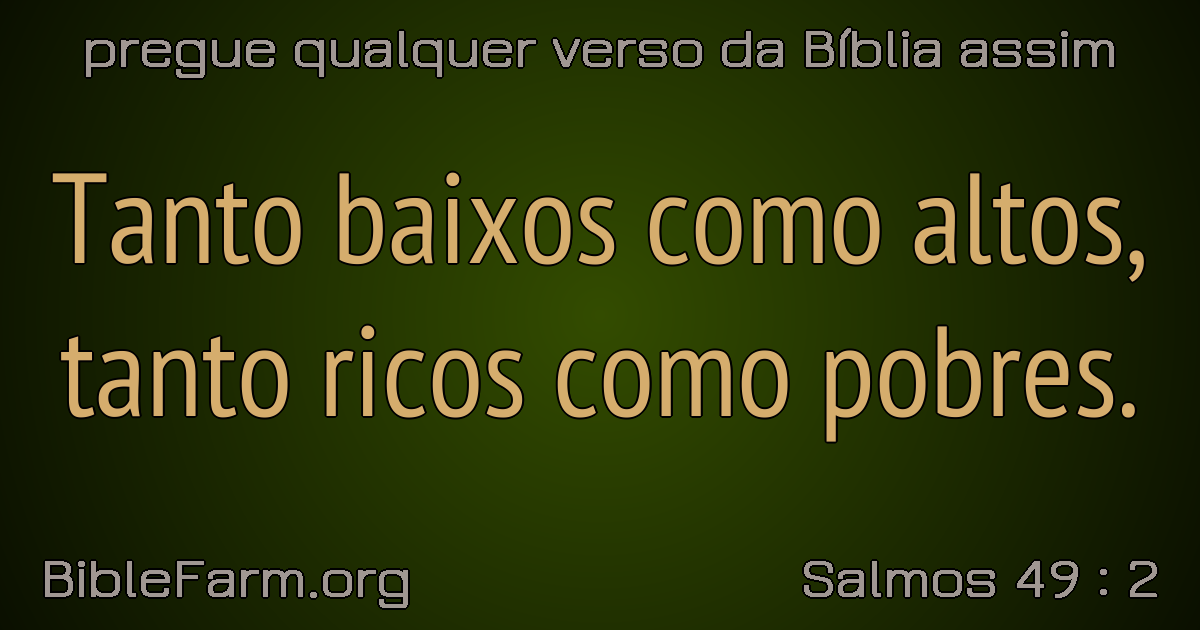 pregue qualquer verso da Bíblia assim
Tanto baixos como altos,
tanto ricos como pobres.
BibleFarm.org
Salmos 49 : 2